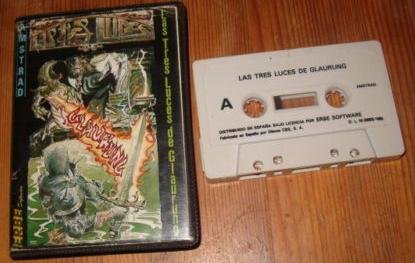 AMSTRAD
TRES LUCES
GLAURUNG
Las Tres Luces de Glaurung
ERBE
LAS TRES LUCES DE GLAURUNG
A
AMSTRAD
DISTRIBUIDO EN ESPAÑA BAJO LICENCIA POR ERBE SOFTWARE
Fabricado en España por Discos CBS, S. A.